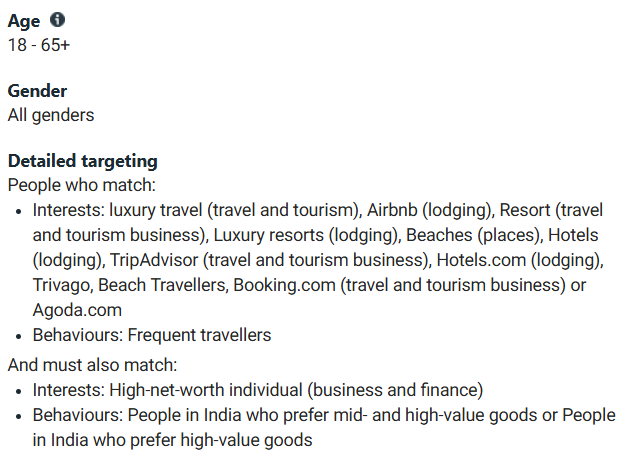 Age
18 - 65+
Gender
All genders
Detailed targeting
People who match:
• Interests: luxury travel (travel and tourism), Airbnb (lodging), Resort (travel
and tourism business), Luxury resorts (lodging), Beaches (places), Hotels
(lodging), TripAdvisor (travel and tourism business), Hotels.com (lodging),
Trivago, Beach Travellers, Booking.com (travel and tourism business) or
Agoda.com
• Behaviours: Frequent travellers
And must also match:
• Interests: High-net-worth individual (business and finance)
• Behaviours: People in India who prefer mid- and high-value goods or People
in India who prefer high-value goods